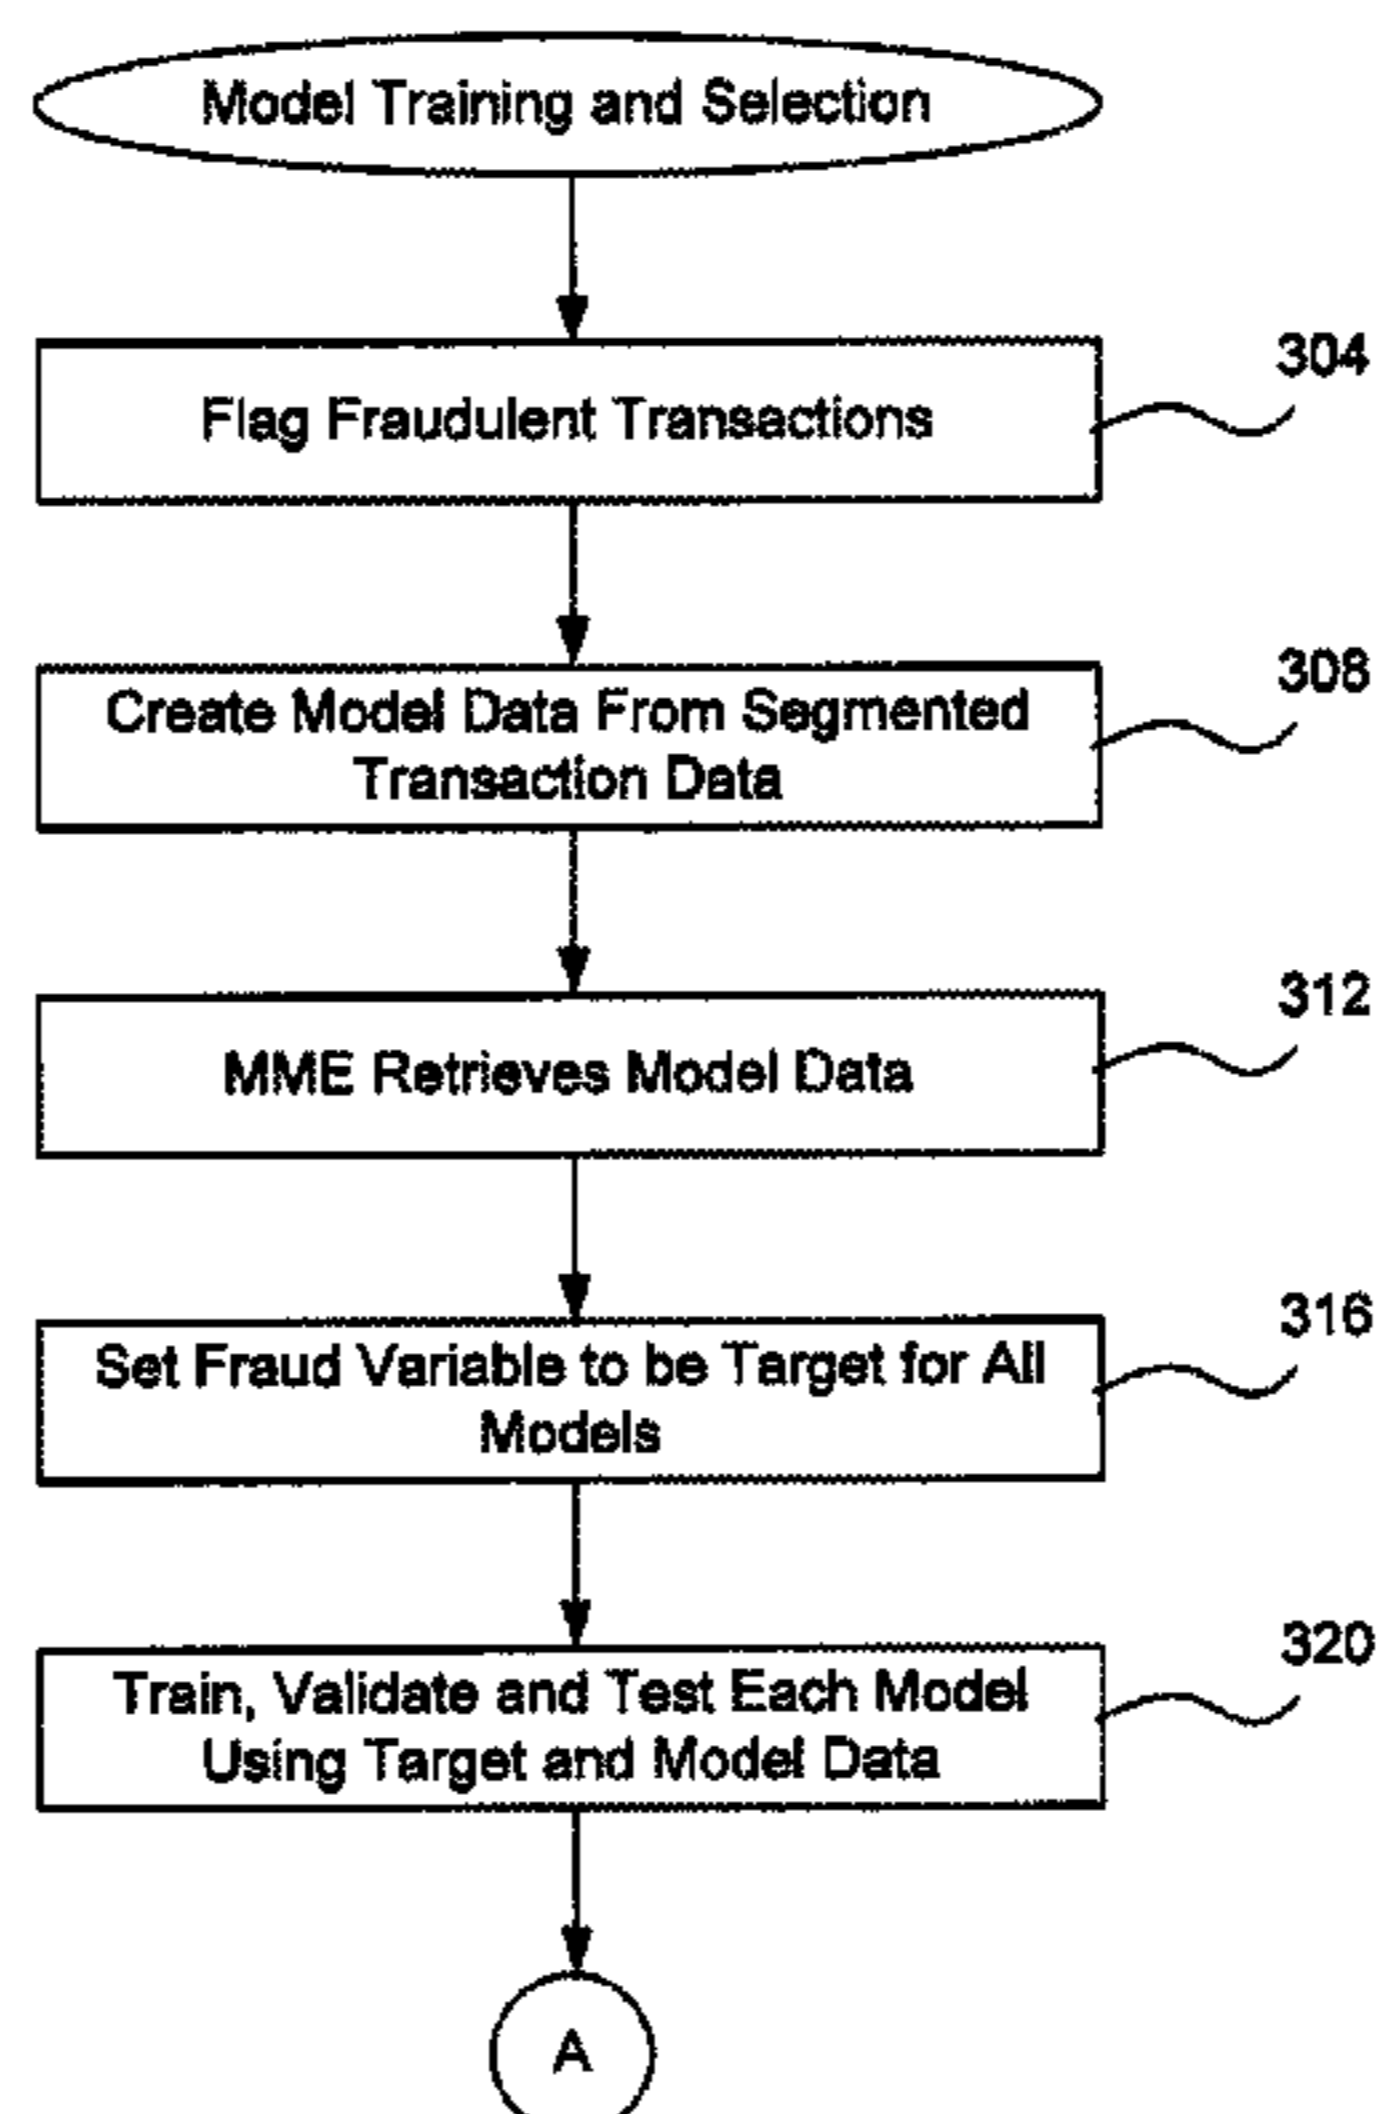 Model Training and Selection
304
Flag Fraudulent Transactions
308
Create Model Data From Segmented
Transaction Data
312
MME Retrieves Model Data
316
Set Fraud Variable to be Target for All
Models
320
Train, Validate and Test Each Model
Using Target and Model Data
A